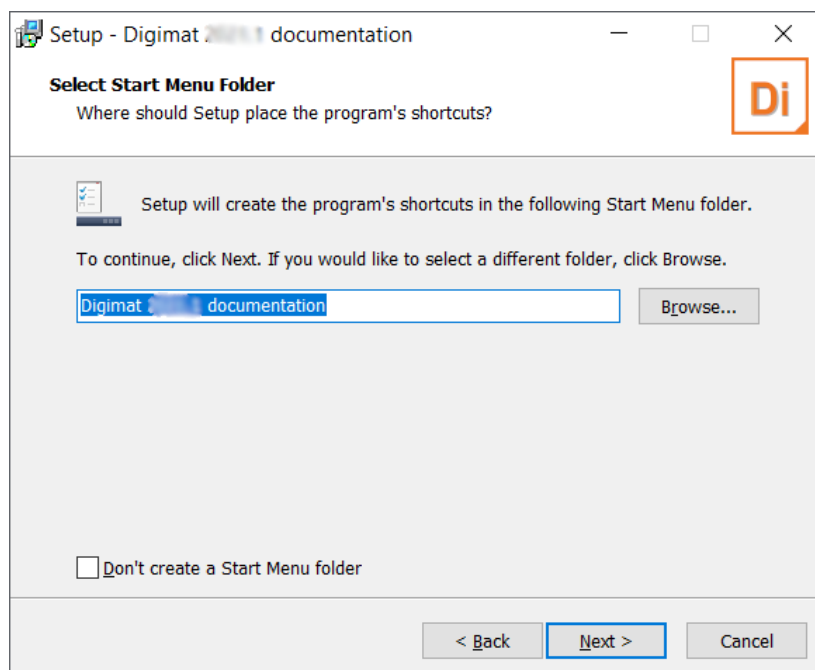 Setup - Digimat documentation
Select Start Menu Folder
Where should Setup place the program's shortcuts?
Di
Setup will create the program's shortcuts in the following Start Menu folder.
To continue, click Next. If you would like to select a different folder, click Browse.
Digimat documentation
Browse...
Don't create a Start Menu folder
< Back
Next >
Cancel